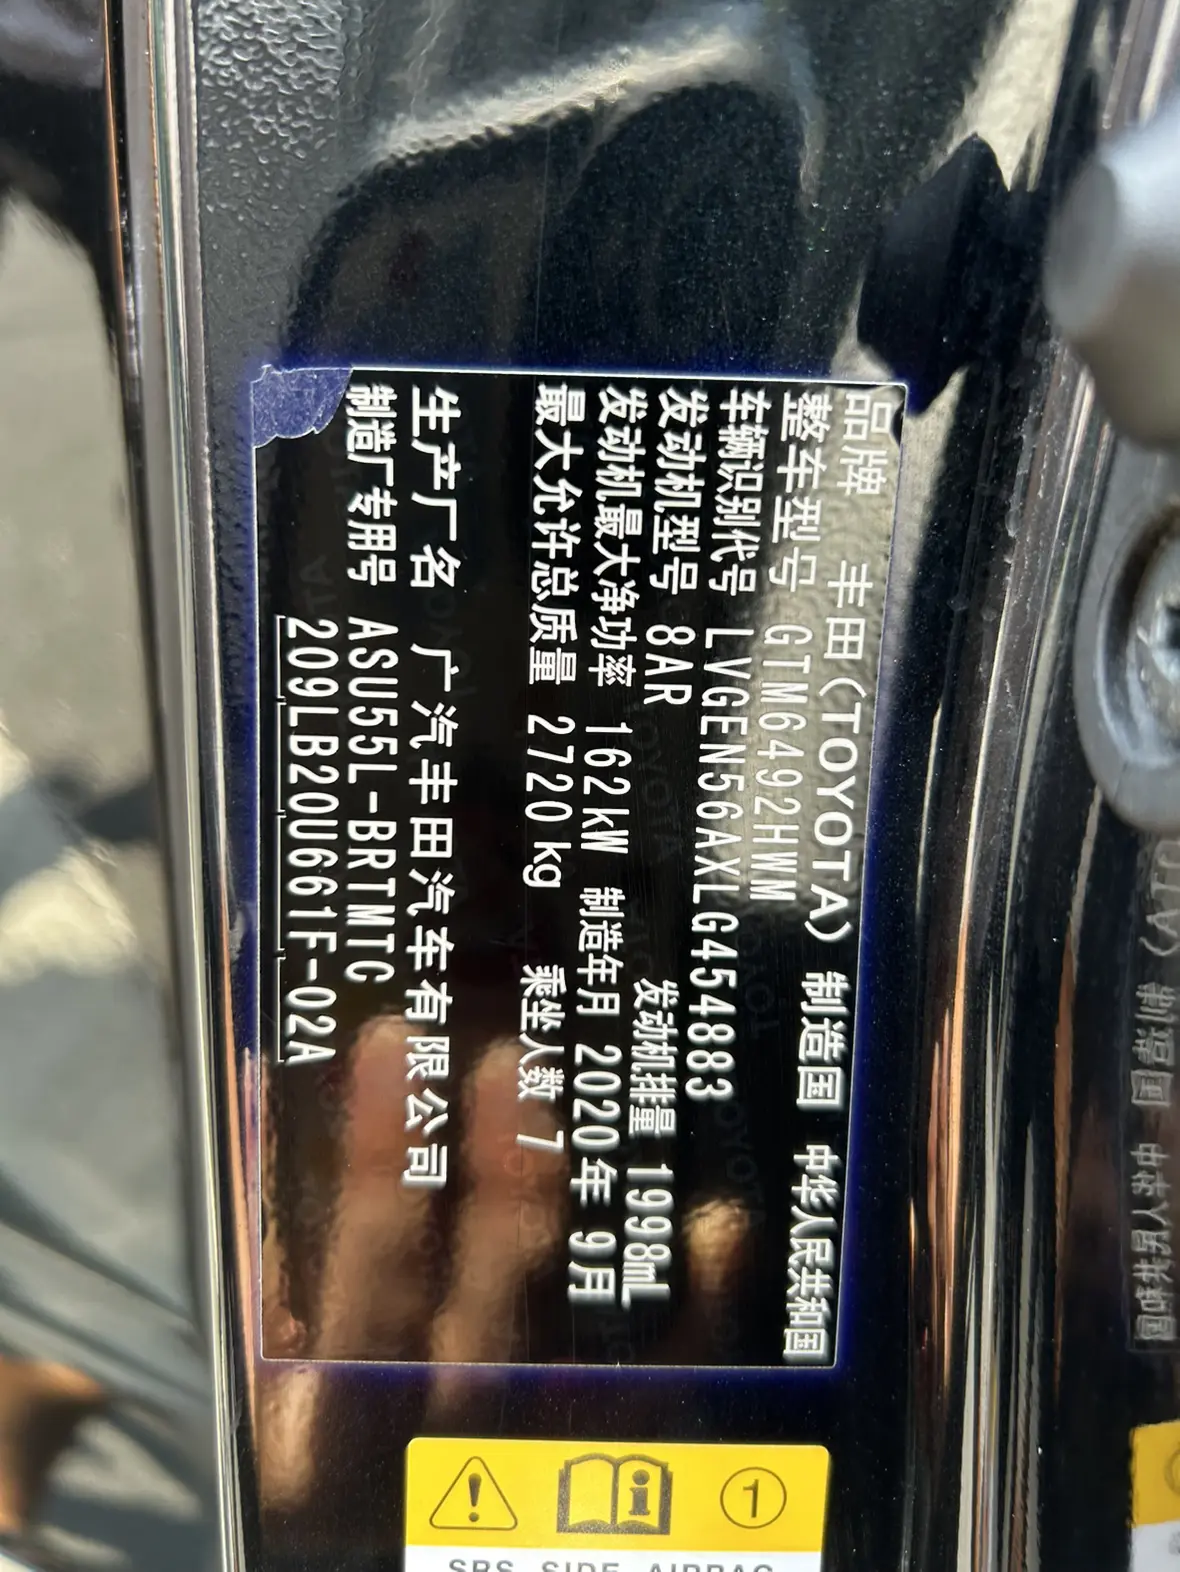 品牌 丰田(TOYOTA) 制造国 中华人民共和国
整车型号 GTM6492HWM
车辆识别代号 LVGEN56AXLG454883
发动机型号 8AR 发动机排量 1998mL
发动机最大净功率 162kW 制造年月 2020年 9月
最大允许总质量 2720kg 乘坐人数 7
生产厂名 广汽丰田汽车有限公司
制造厂专用号 ASU55L-BRTMTC
209LB20U661F-02A
1
SRS SIDE AIRBAG